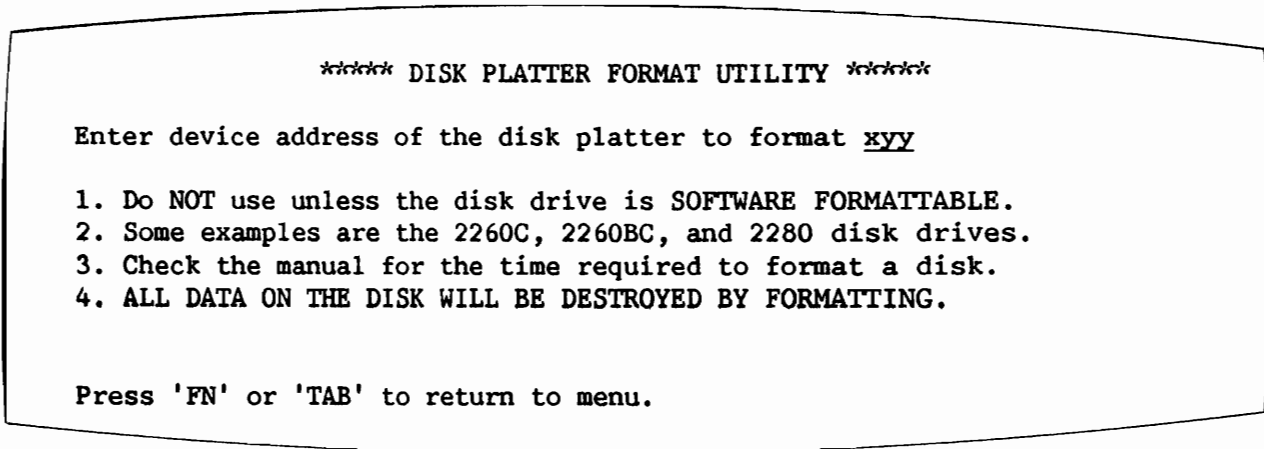 ***** DISK PLATTER FORMAT UTILITY *****
Enter device address of the disk platter to format xyy
1. Do NOT use unless the disk drive is SOFTWARE FORMATTABLE.
2. Some examples are the 2260C, 2260BC, and 2280 disk drives.
3. Check the manual for the time required to format a disk.
4. ALL DATA ON THE DISK WILL BE DESTROYED BY FORMATTING.
Press 'FN' or 'TAB' to return to menu.